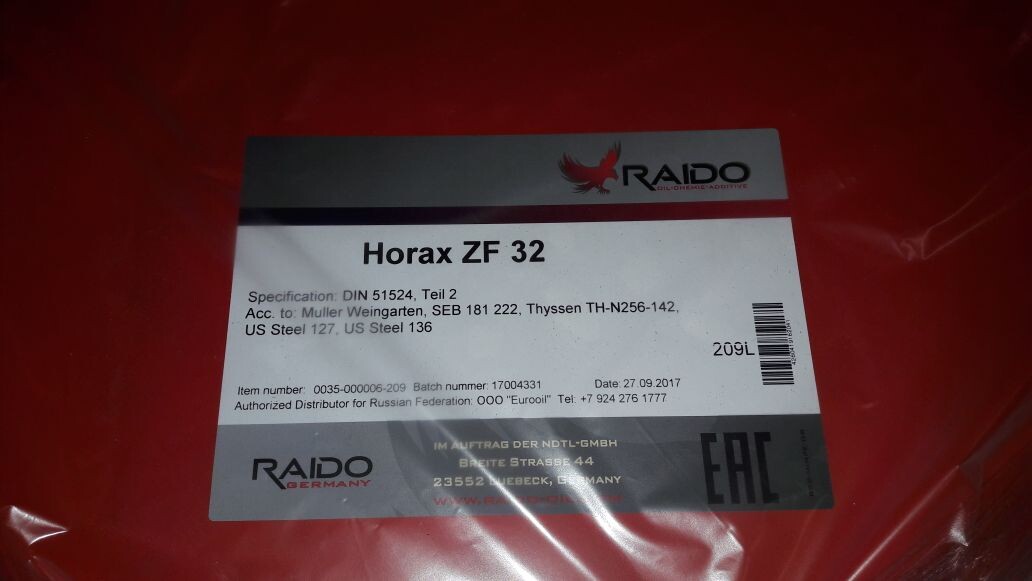 RAIDO
OIL-CHEMIE-ADDITIVE
Horax ZF 32
Specification: DIN 51524, Teil 2
Acc. to: Muller Weingarten, SEB 181 222, Thyssen TH-N256-142,
US Steel 127, US Steel 136
209L
Item number: 0035-000006-209 Batch nummer: 17004331 Date: 27.09.2017
Authorized Distributor for Russian Federation: OOO "Eurooil" Tel: +7 924 276 1777
IM AUFTRAG DER NDTL-GMBH
BREITE STRASSE 44
23552 LUEBECK, GERMANY
RAIDO
GERMANY
EAC